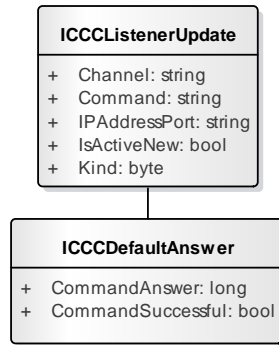 ICCCListenerUpdate
+ Channel: string
+ Command: string
+ IPAddressPort: string
+ IsActiveNew: bool
+ Kind: byte
ICCCDefaultAnswer
+ CommandAnswer: long
+ CommandSuccessful: bool